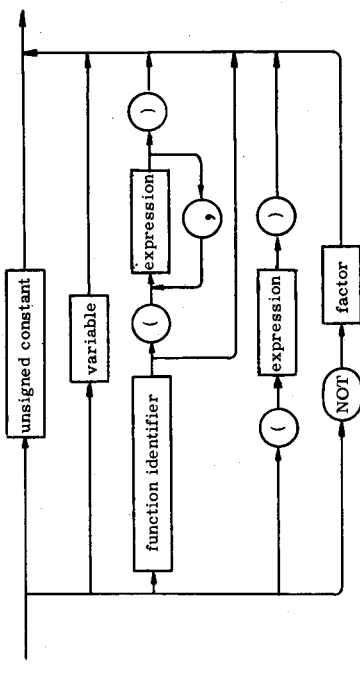 unsigned constant
variable
function identifier ( expression )
,
( expression )
NOT factor